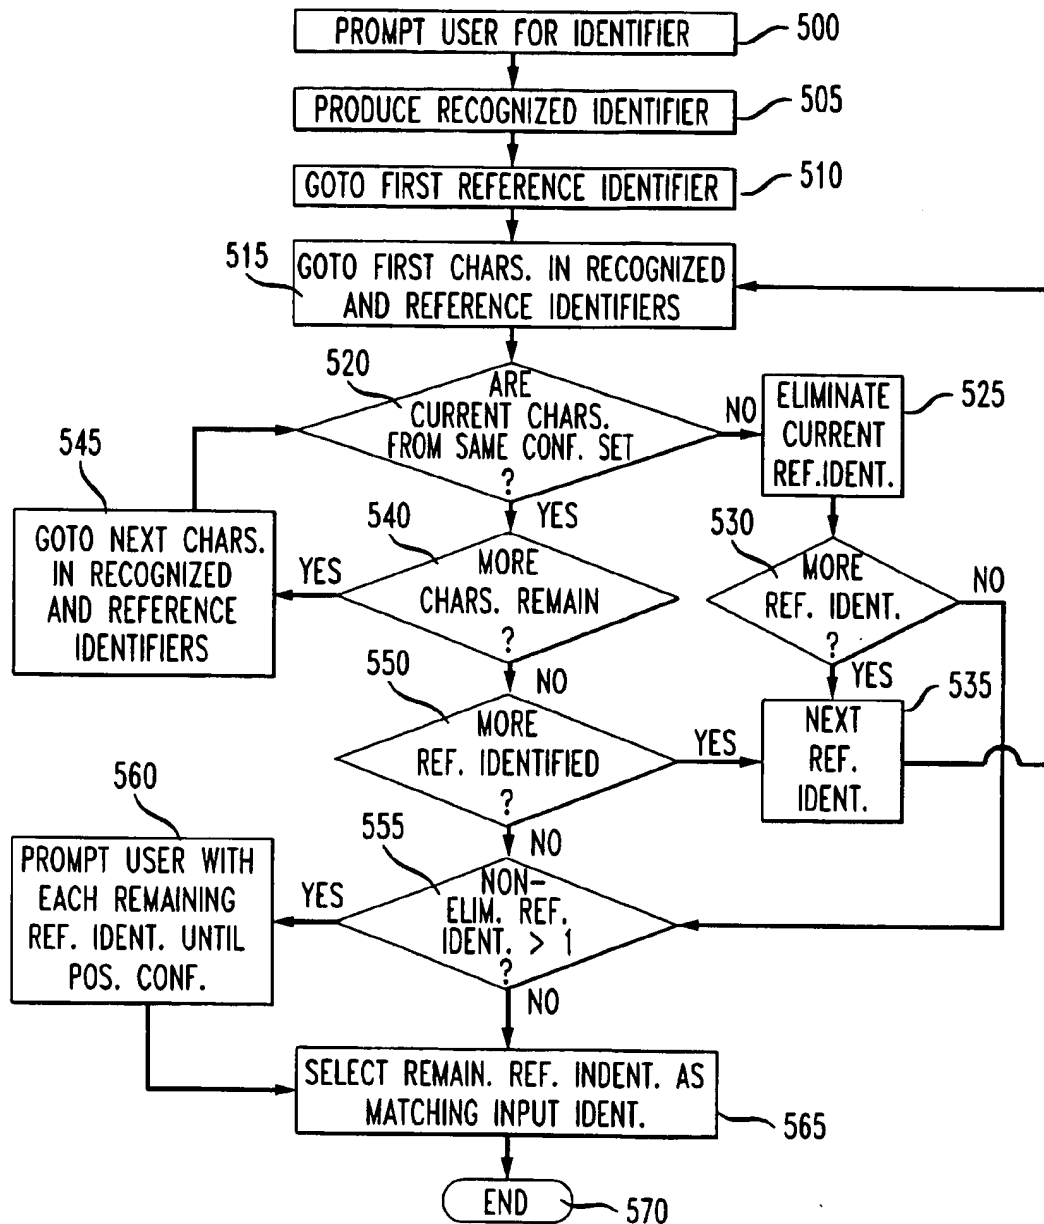 PROMPT USER FOR IDENTIFIER
500
PRODUCE RECOGNIZED IDENTIFIER
505
GOTO FIRST REFERENCE IDENTIFIER
510
515
GOTO FIRST CHARS. IN RECOGNIZED
AND REFERENCE IDENTIFIERS
520
ARE
CURRENT CHARS.
FROM SAME CONF. SET
?
NO
YES
ELIMINATE
CURRENT
REF.IDENT.
525
545
GOTO NEXT CHARS.
IN RECOGNIZED
AND REFERENCE
IDENTIFIERS
540
MORE
CHARS. REMAIN
?
YES
NO
530
MORE
REF. IDENT.
?
NO
YES
535
NEXT
REF.
IDENT.
550
MORE
REF. IDENTIFIED
?
YES
NO
560
PROMPT USER WITH
EACH REMAINING
REF. IDENT. UNTIL
POS. CONF.
555
NON-
ELIM. REF.
IDENT. > 1
?
YES
NO
SELECT REMAIN. REF. INDENT. AS
MATCHING INPUT IDENT.
565
END
570